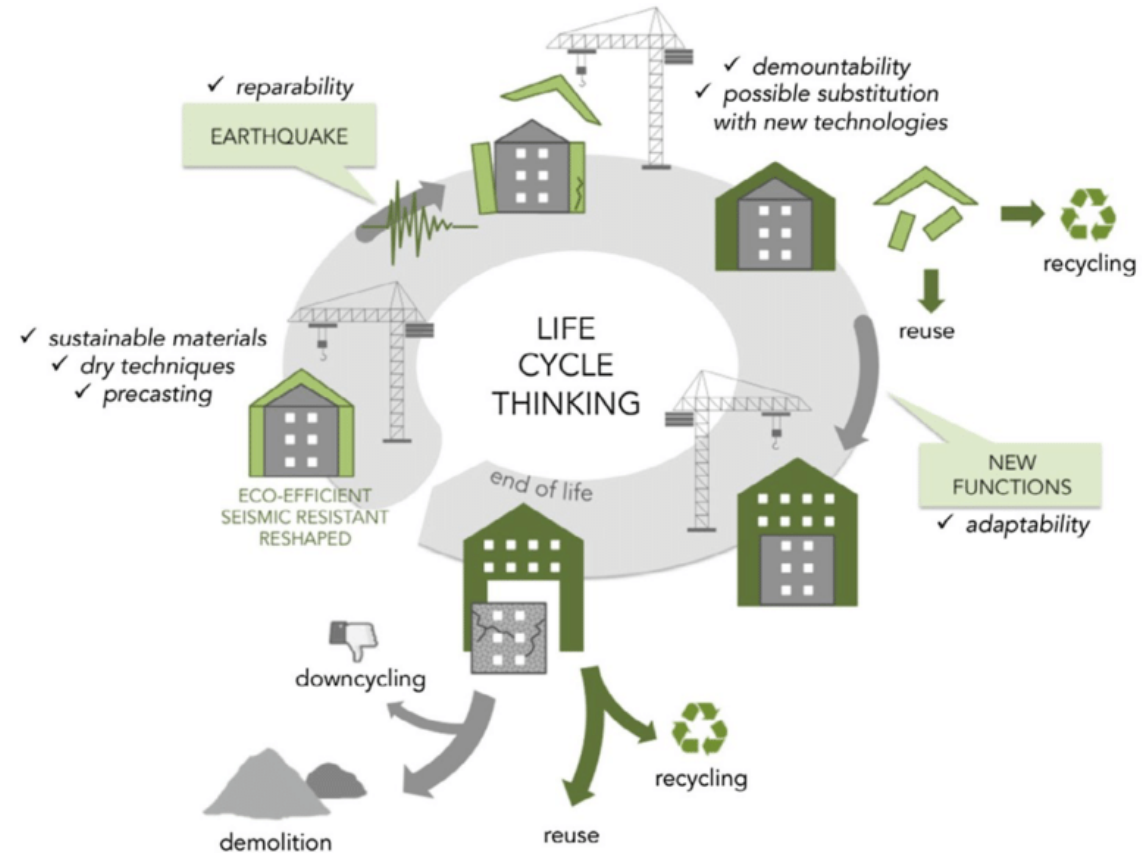 ✓ reparability
EARTHQUAKE
✓ demountability
✓ possible substitution
with new technologies
recycling
reuse
✓ sustainable materials
✓ dry techniques
✓ precasting
LIFE
CYCLE
THINKING
ECO-EFFICIENT
SEISMIC RESISTANT
RESHAPED
NEW
FUNCTIONS
✓ adaptability
end of life
downcycling
demolition
reuse
recycling